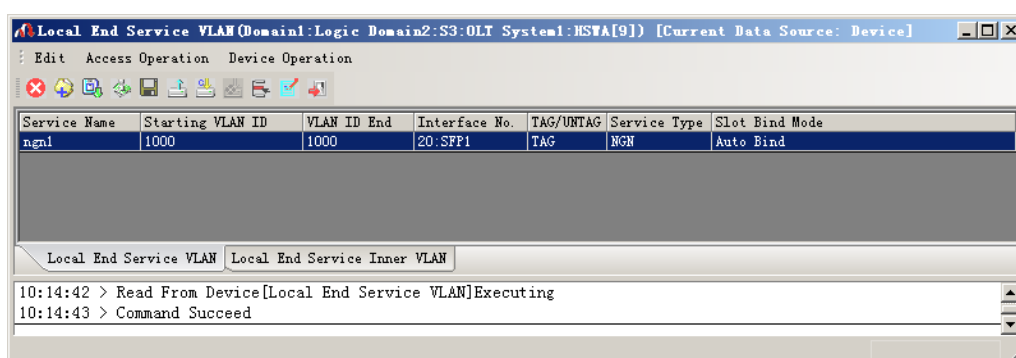 Local End Service VLAN(Domain1:Logic Domain2:S3:OLT System1:HSWA[9]) [Current Data Source: Device]
Edit Access Operation Device Operation
Service Name Starting VLAN ID VLAN ID End Interface No. TAG/UNTAG Service Type Slot Bind Mode
ngn1 1000 1000 20:SFP1 TAG NGN Auto Bind
Local End Service VLAN Local End Service Inner VLAN
10:14:42 > Read From Device[Local End Service VLAN]Executing
10:14:43 > Command Succeed